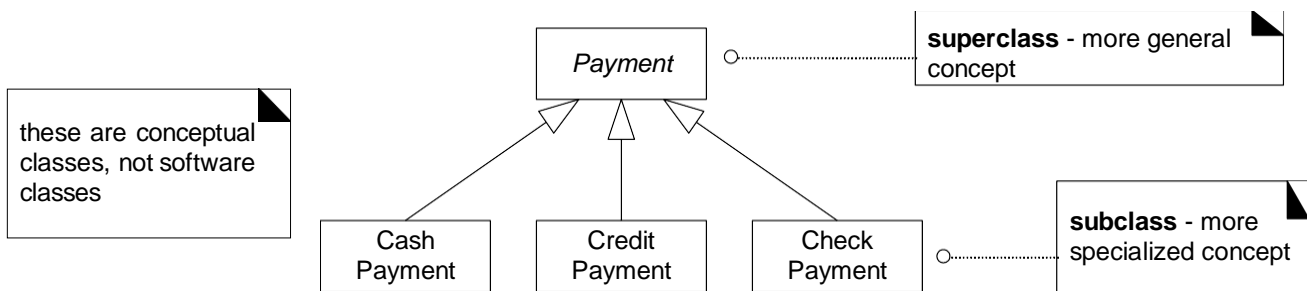 Payment
superclass - more general
concept
these are conceptual
classes, not software
classes
Cash
Payment
Credit
Payment
Check
Payment
subclass - more
specialized concept